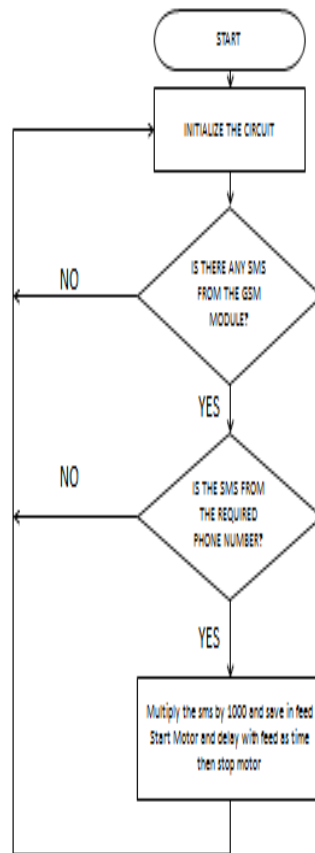 START
INITIALIZE THE CIRCUIT
IS THERE ANY SMS
FROM THE GSM
MODULE?
NO
YES
IS THE SMS FROM
THE REQUIRED
PHONE NUMBER?
NO
YES
Multiply the sms by 1000 and save in feed
Start Motor and delay with feed as time
then stop motor